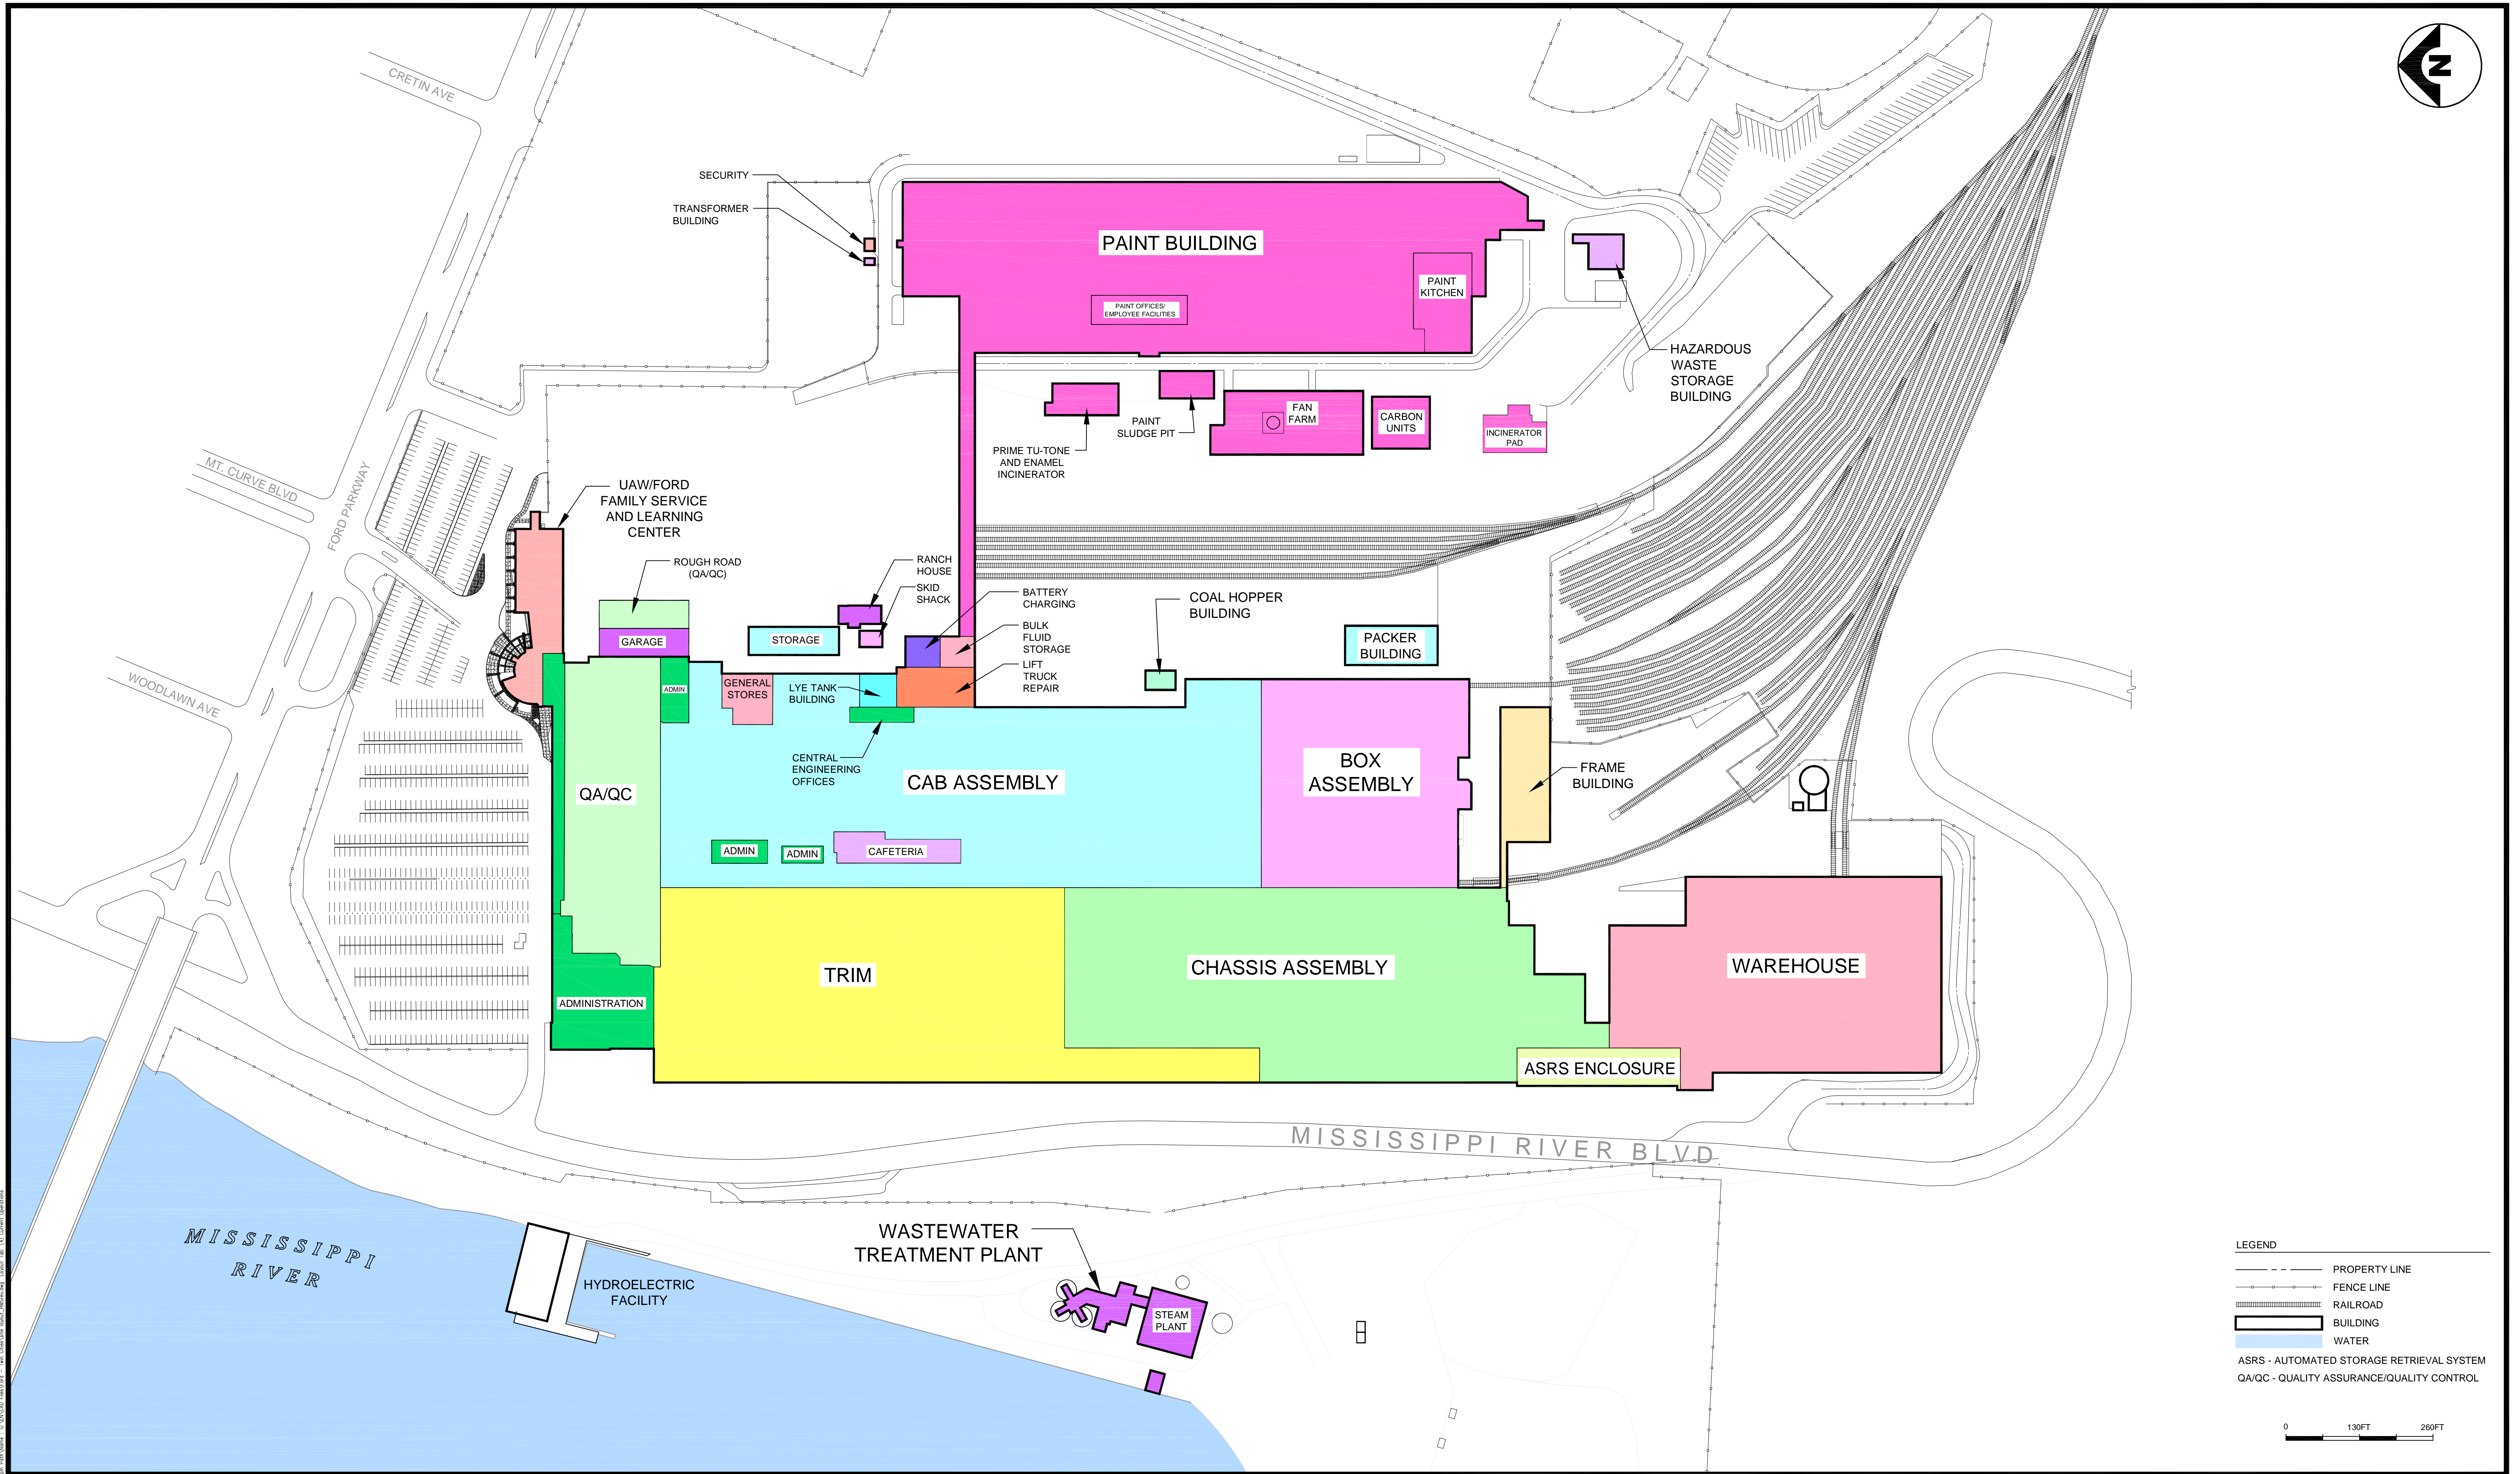 CRETIN AVE
N
SECURITY
TRANSFORMER
BUILDING
PAINT BUILDING
PAINT
KITCHEN
PAINT OFFICES/
EMPLOYEE FACILITIES
HAZARDOUS
WASTE
STORAGE
BUILDING
PAINT
SLUDGE PIT
FAN
FARM
CARBON
UNITS
INCINERATOR
PAD
PRIME TU-TONE
AND ENAMEL
INCINERATOR
MT. CURVE BLVD
FORD PARKWAY
UAW/FORD
FAMILY SERVICE
AND LEARNING
CENTER
ROUGH ROAD
(QA/QC)
RANCH
HOUSE
SKID
SHACK
BATTERY
CHARGING
BULK
FLUID
STORAGE
LIFT
TRUCK
REPAIR
COAL HOPPER
BUILDING
GARAGE
STORAGE
PACKER
BUILDING
WOODLAWN AVE
ADMIN
GENERAL
STORES
LYE TANK
BUILDING
CENTRAL
ENGINEERING
OFFICES
QA/QC
CAB ASSEMBLY
BOX
ASSEMBLY
FRAME
BUILDING
ADMIN
ADMIN
CAFETERIA
ADMINISTRATION
TRIM
CHASSIS ASSEMBLY
WAREHOUSE
ASRS ENCLOSURE
MISSISSIPPI RIVER BLVD
MISSISSIPPI
RIVER
HYDROELECTRIC
FACILITY
WASTEWATER
TREATMENT PLANT
STEAM
PLANT
LEGEND
PROPERTY LINE
FENCE LINE
RAILROAD
BUILDING
WATER
ASRS - AUTOMATED STORAGE RETRIEVAL SYSTEM
QA/QC - QUALITY ASSURANCE/QUALITY CONTROL
0 130FT 260FT